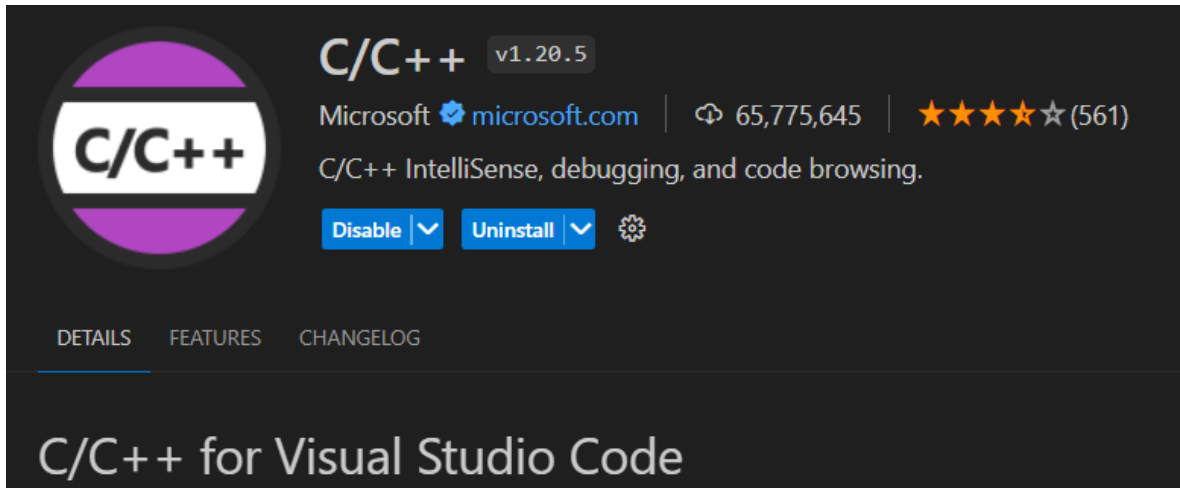 C/C++
C/C++ v1.20.5
Microsoft microsoft.com 65,775,645 (561)
C/C++ IntelliSense, debugging, and code browsing.
Disable Uninstall
DETAILS FEATURES CHANGELOG
C/C++ for Visual Studio Code